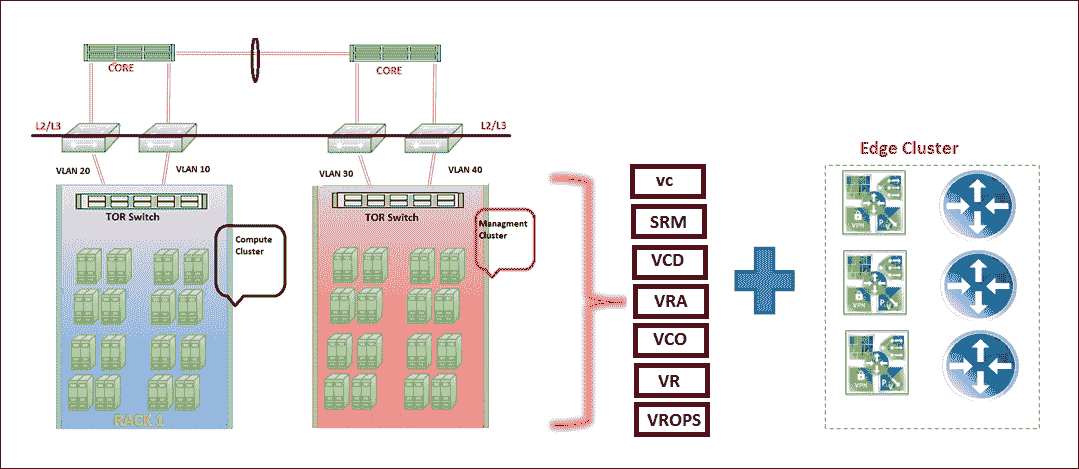 CORE
CORE
L2/L3
L2/L3
VLAN 20
VLAN 10
VLAN 30
VLAN 40
TOR Switch
TOR Switch
Compute
Cluster
Managment
Cluster
RACK 1
vc
SRM
VCD
VRA
VCO
VR
VROPS
Edge Cluster
VPN
VPN
VPN